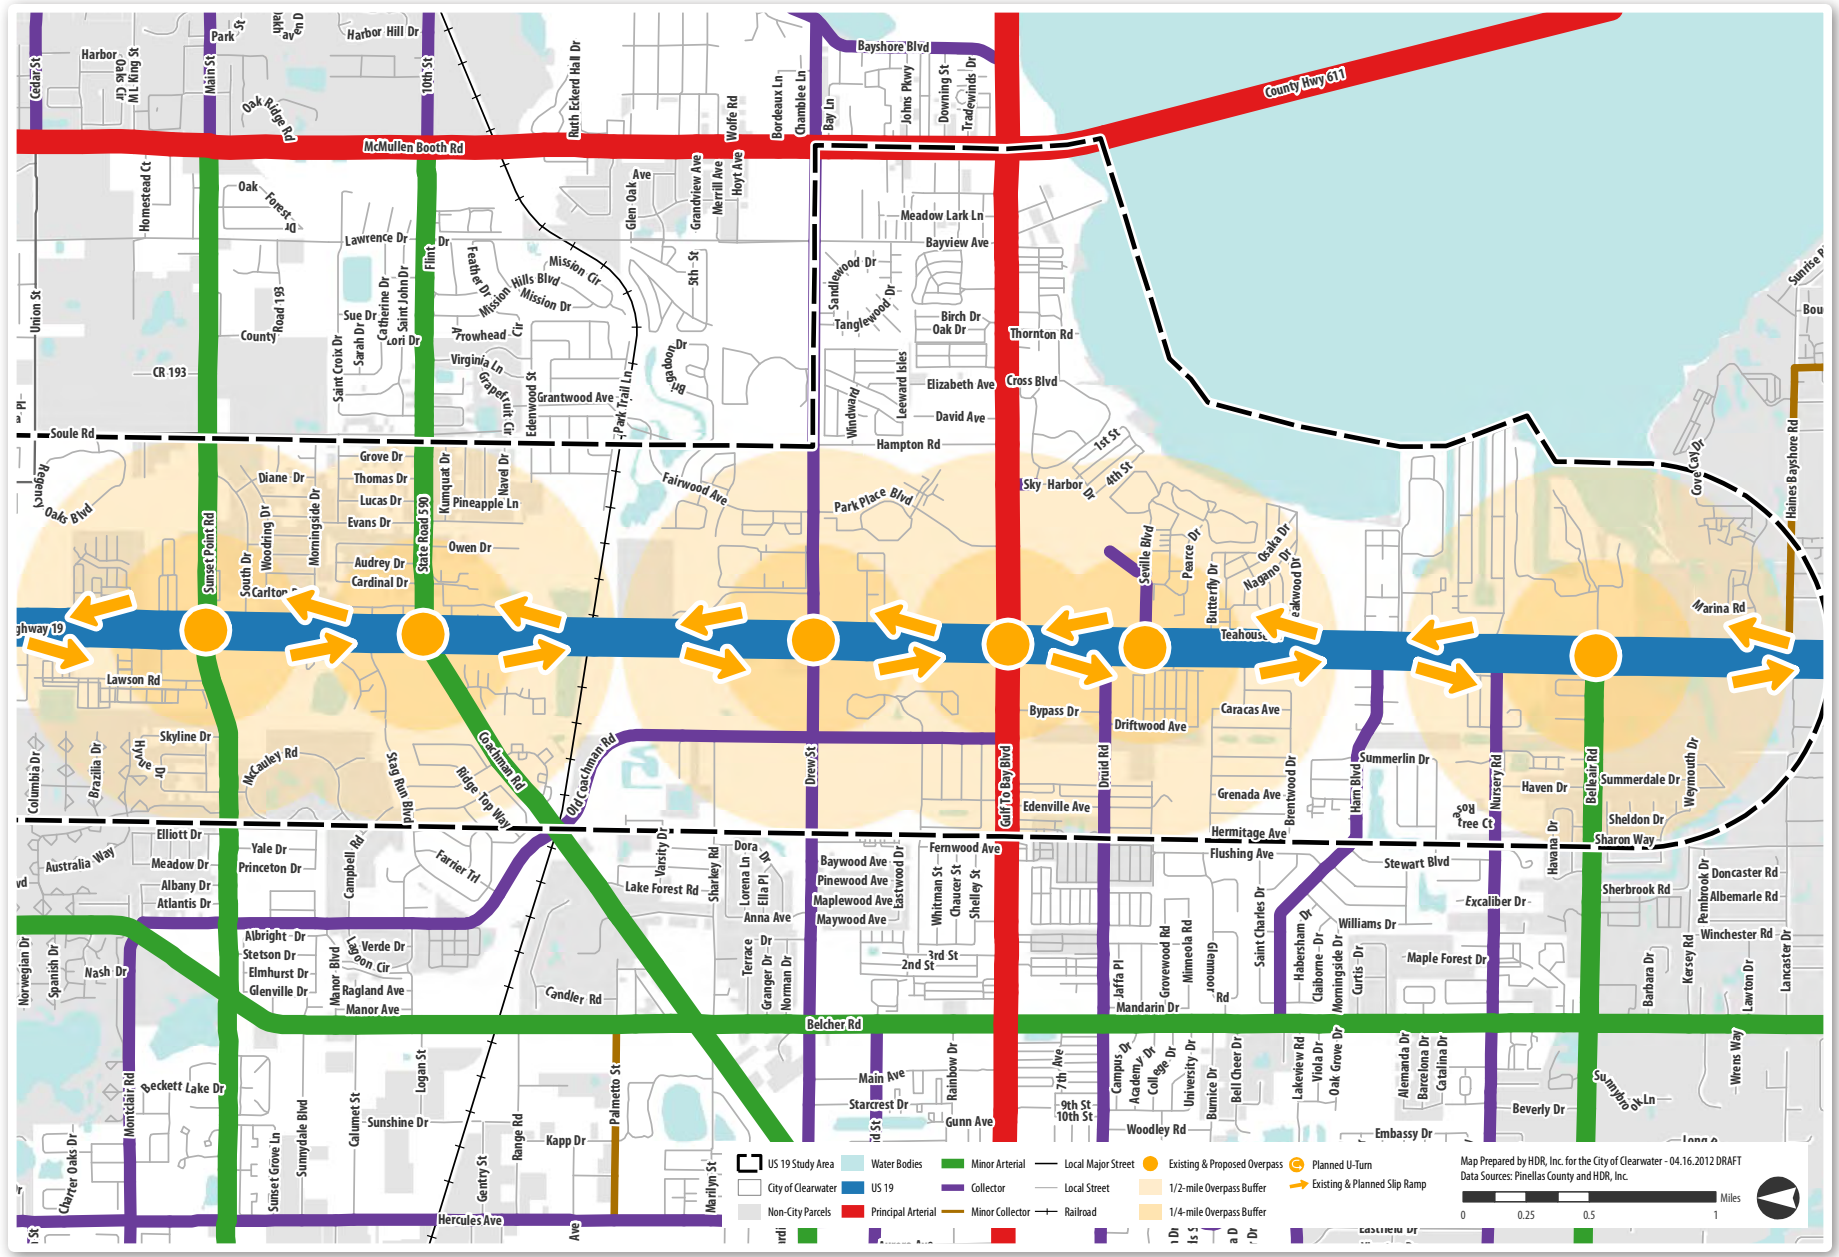 Cedar St
Harbor
Oaks Cir
M L King St
Main St
Park St
Harbor Hill Dr
10th St
Oak Ridge Rd
Ruth Eckerd Hall Dr
Wolfe Rd
Bordeaux Ln
Chamblee Ln
Bay Ln
Bayshore Blvd
Johns Pkwy
Downing St
Tradewinds Dr
County Hwy 611
McMullen Booth Rd
Homestead Ct
Oak Forest Dr
Lawrence Dr
Flint Dr
Feather Dr
Mission Hills Blvd
Mission Cir
Mission Dr
Glen Oak Ave
Grandview Ave
Merrill Ave
Hoyt Ave
5th St
Meadow Lark Ln
Bayview Ave
Sandlewood Dr
Tanglewood Dr
Birch Dr
Oak Dr
Thornton Rd
Sunrise
Union St
County Road 193
CR 193
Sue Dr
Catherine Dr
Saint John Dr
Sarah Dr
Lori Dr
Saint Croix Dr
Arrowhead Cir
Virginia Ln
Grapefruit Cir
Edenwood St
Grantwood Ave
Park Trail Ln
Brigadoon Dr
Windward
Leeward Isles
Elizabeth Ave
Cross Blvd
David Ave
Hampton Rd
Soule Rd
Regency Oaks Blvd
Grove Dr
Diane Dr
Thomas Dr
Lucas Dr
Evans Dr
Kumquat Dr
Navel Dr
Pineapple Ln
Owen Dr
Audrey Dr
Cardinal Dr
Woodring Dr
Morningside Dr
South Dr
Carlton
Sunset Point Rd
State Road 590
Fairwood Ave
Park Place Blvd
Sky Harbor Dr
1st St
4th St
Seville Blvd
Pearce Dr
Butterfly Dr
Osaka Dr
Nagano Dr
Cove Cay Dr
Haines Bayshore Rd
Marina Rd
ghway 19
Lawson Rd
Skyline Dr
Columbia Dr
Brazilia Dr
McCauley Rd
Stag Run Blvd
Ridge Top Way
Coachman Rd
Old Coachman Rd
Drew St
Gulf To Bay Blvd
Bypass Dr
Druid Rd
Driftwood Ave
Caracas Ave
Edenville Ave
Grenada Ave
Brentwood Dr
Harn Blvd
Summerlin Dr
Nursery Rd
Haven Dr
Belleair Rd
Summerdale Dr
Weymouth Dr
Sheldon Dr
Sharon Way
Hermitage Ave
Flushing Ave
Stewart Blvd
Havana Dr
Elliott Dr
Australia Way
Meadow Dr
Albany Dr
Atlantis Dr
Yale Dr
Princeton Dr
Campbell Rd
Farrier Trl
Varsity Dr
Lake Forest Rd
Sharkey Rd
Dora Dr
Lorena Ln
Ella Pl
Anna Ave
Baywood Ave
Pinewood Ave
Maplewood Ave
Maywood Ave
Eastwood Dr
Fernwood Ave
Whitman St
Chaucer St
Shelley St
3rd St
2nd St
Saint Charles Dr
Habersham Dr
Williams Dr
Excaliber Dr
Sherbrook Rd
Pembrook Dr
Doncaster Rd
Albemarle Rd
Winchester Rd
Norwegian Dr
Spanish Dr
Nash Dr
Albright Dr
Stetson Dr
Elmhurst Dr
Glenville Dr
Manor Blvd
Lagoon Cir
Verde Dr
Ragland Ave
Manor Ave
Candler Rd
Terrace Dr
Granger Dr
Norman Dr
Jaffa Pl
Grovewood Rd
Minneola Rd
Glenmoor Rd
Mandarin Dr
Claiborne Dr
Morningside Dr
Curtis Dr
Maple Forest Dr
Barbara Dr
Kersey Rd
Lawton Dr
Lancaster Dr
Belcher Rd
Montclair Rd
Beckett Lake Dr
Charter Oaks Dr
Sunset Grove Ln
Sunnydale Blvd
Calumet St
Logan St
Sunshine Dr
Gentry St
Range Rd
Kapp Dr
Palmetto St
Marilyn St
Hercules Ave
Main Ave
Starcrest Dr
Rainbow Dr
Gunn Ave
7th Ave
9th St
10th St
Campus Dr
Academy Dr
College Dr
University Dr
Woodley Rd
Burnice Dr
Bell Cheer Dr
Lakeview Rd
Viola Dr
Oak Grove Dr
Alemanda Dr
Barcelona Dr
Catalina Dr
Embassy Dr
Beverly Dr
Wrens Way
US 19 Study Area
City of Clearwater
Non-City Parcels
Water Bodies
US 19
Principal Arterial
Minor Arterial
Collector
Minor Collector
Local Major Street
Local Street
Railroad
Existing & Proposed Overpass
1/2-mile Overpass Buffer
1/4-mile Overpass Buffer
Planned U-Turn
Existing & Planned Slip Ramp
Map Prepared by HDR, Inc. for the City of Clearwater - 04.16.2012 DRAFT
Data Sources: Pinellas County and HDR, Inc.
Miles
0 0.25 0.5 1